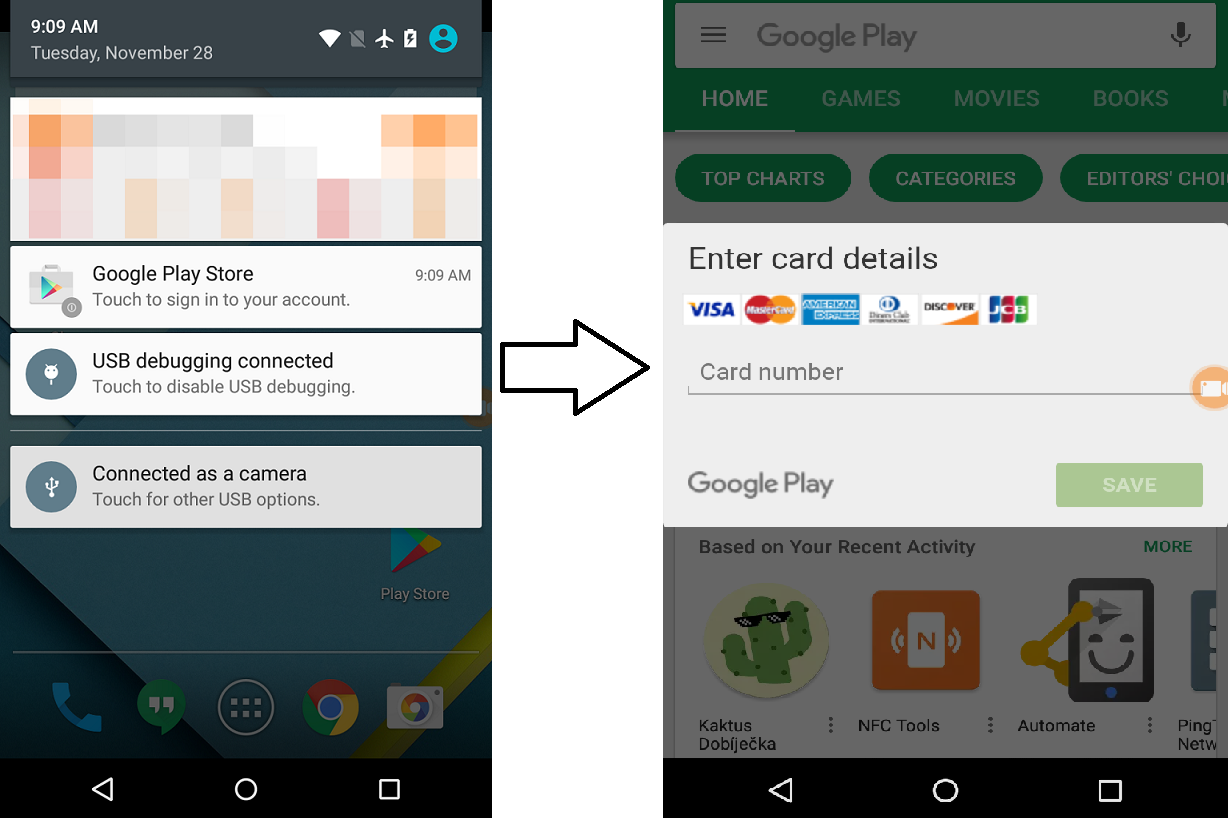 9:09 AM
Tuesday, November 28
Google Play Store
9:09 AM
Touch to sign in to your account.
USB debugging connected
Touch to disable USB debugging.
Connected as a camera
Touch for other USB options.
Play Store
Google Play
HOME GAMES MOVIES BOOKS
TOP CHARTS CATEGORIES EDITORS' CHOI
Enter card details
VISA MasterCard AMERICAN EXPRESS Diners Club INTERNATIONAL DISCOVER JCB
Card number
Google Play SAVE
Based on Your Recent Activity MORE
N
Kaktus NFC Tools Automate PingT
Dobíječka Netw